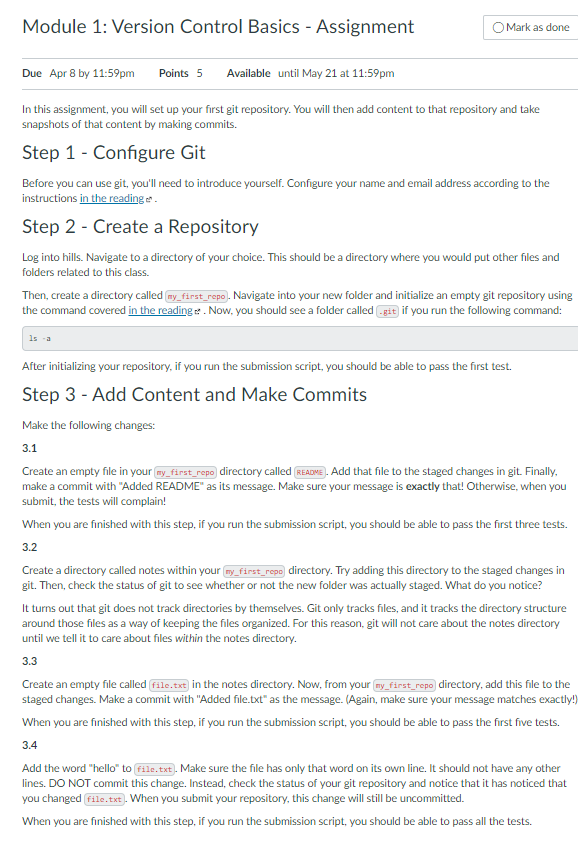 Module 1: Version Control Basics - Assignment
Mark as done
Due Apr 8 by 11:59pm Points 5 Available until May 21 at 11:59pm
In this assignment, you will set up your first git repository. You will then add content to that repository and take
snapshots of that content by making commits.
Step 1 - Configure Git
Before you can use git, you'll need to introduce yourself. Configure your name and email address according to the
instructions in the reading .
Step 2 - Create a Repository
Log into hills. Navigate to a directory of your choice. This should be a directory where you would put other files and
folders related to this class.
Then, create a directory called my_first_repo. Navigate into your new folder and initialize an empty git repository using
the command covered in the reading . Now, you should see a folder called .git if you run the following command:
ls -a
After initializing your repository, if you run the submission script, you should be able to pass the first test.
Step 3 - Add Content and Make Commits
Make the following changes:
3.1
Create an empty file in your my_first_repo directory called README. Add that file to the staged changes in git. Finally,
make a commit with "Added README" as its message. Make sure your message is exactly that! Otherwise, when you
submit, the tests will complain!
When you are finished with this step, if you run the submission script, you should be able to pass the first three tests.
3.2
Create a directory called notes within your my_first_repo directory. Try adding this directory to the staged changes in
git. Then, check the status of git to see whether or not the new folder was actually staged. What do you notice?
It turns out that git does not track directories by themselves. Git only tracks files, and it tracks the directory structure
around those files as a way of keeping the files organized. For this reason, git will not care about the notes directory
until we tell it to care about files within the notes directory.
3.3
Create an empty file called file.txt in the notes directory. Now, from your my_first_repo directory, add this file to the
staged changes. Make a commit with "Added file.txt" as the message. (Again, make sure your message matches exactly!)
When you are finished with this step, if you run the submission script, you should be able to pass the first five tests.
3.4
Add the word "hello" to file.txt. Make sure the file has only that word on its own line. It should not have any other
lines. DO NOT commit this change. Instead, check the status of your git repository and notice that it has noticed that
you changed file.txt. When you submit your repository, this change will still be uncommitted.
When you are finished with this step, if you run the submission script, you should be able to pass all the tests.